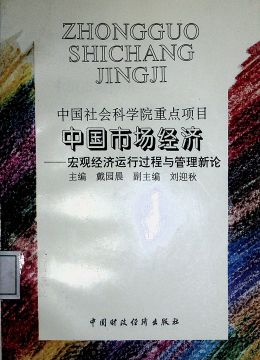 ZHONGGUO
SHICHANG
JINGJI
中国社会科学院重点项目
中国市场经济
——宏观经济运行过程与管理新论
主编 戴园晨 副主编 刘迎秋
中国财政经济出版社